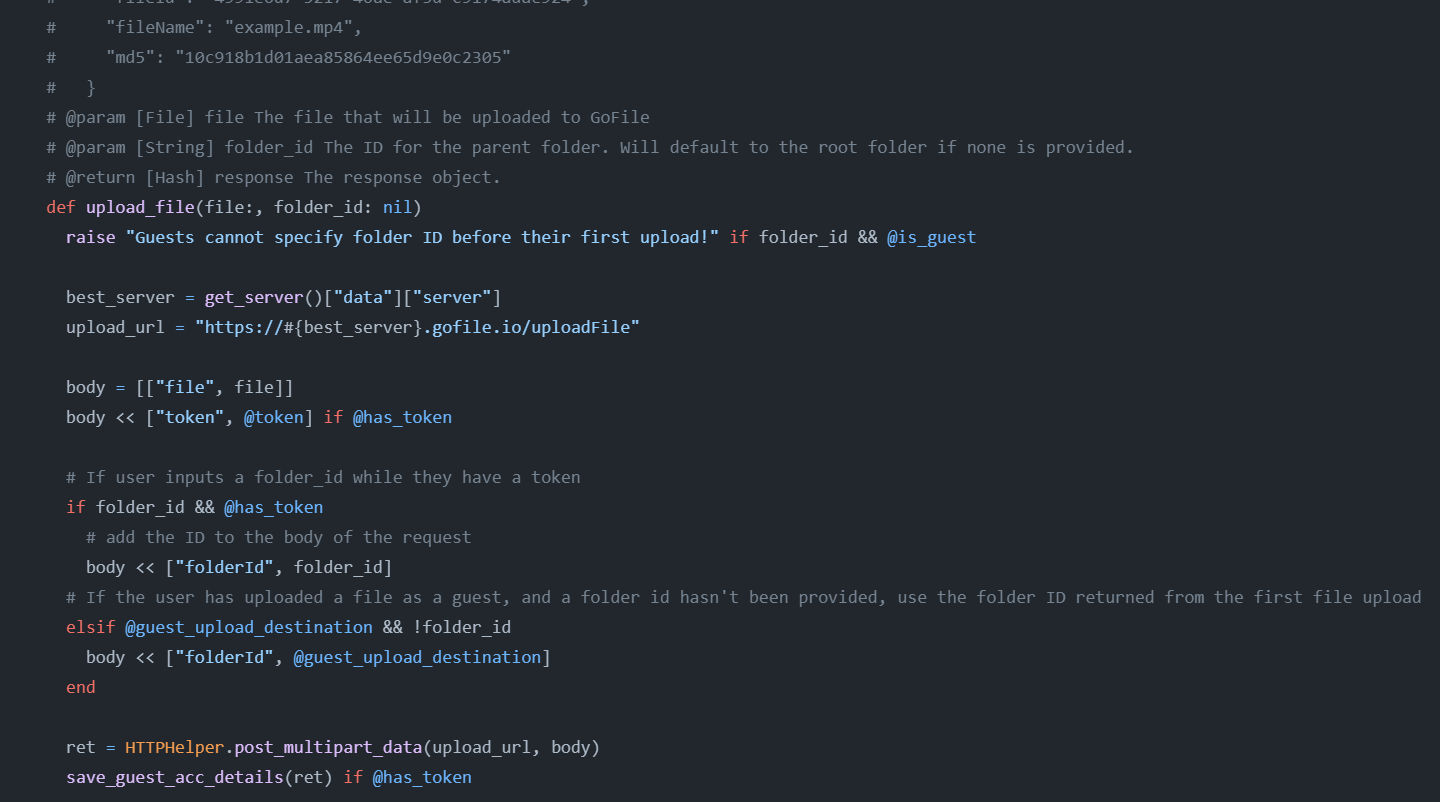 #     "fileName": "example.mp4",
#     "md5": "10c918b1d01aea85864ee65d9e0c2305"
#   }
# @param [File] file The file that will be uploaded to GoFile
# @param [String] folder_id The ID for the parent folder. Will default to the root folder if none is provided.
# @return [Hash] response The response object.
def upload_file(file:, folder_id: nil)
  raise "Guests cannot specify folder ID before their first upload!" if folder_id && @is_guest

  best_server = get_server()["data"]["server"]
  upload_url = "https://#{best_server}.gofile.io/uploadFile"

  body = [["file", file]]
  body << ["token", @token] if @has_token

  # If user inputs a folder_id while they have a token
  if folder_id && @has_token
    # add the ID to the body of the request
    body << ["folderId", folder_id]
  # If the user has uploaded a file as a guest, and a folder id hasn't been provided, use the folder ID returned from the first file upload
  elsif @guest_upload_destination && !folder_id
    body << ["folderId", @guest_upload_destination]
  end

  ret = HTTPHelper.post_multipart_data(upload_url, body)
  save_guest_acc_details(ret) if @has_token